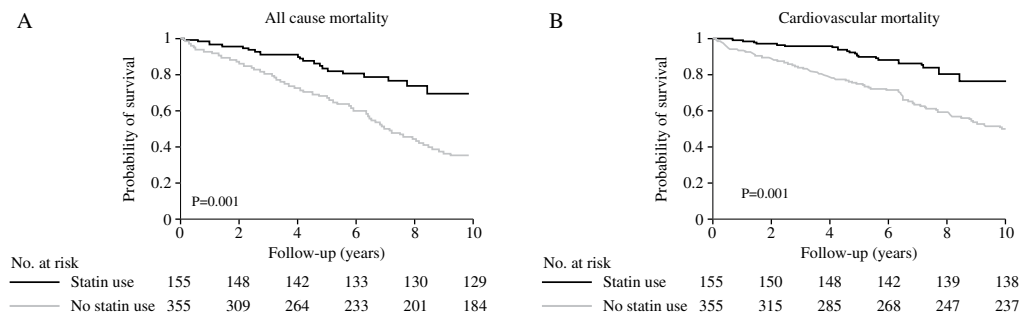 A
All cause mortality
Probability of survival
1
0.8
0.6
0.4
0.2
0
P=0.001
0 2 4 6 8 10
Follow-up (years)
No. at risk
Statin use 155 148 142 133 130 129
No statin use 355 309 264 233 201 184
B
Cardiovascular mortality
Probability of survival
1
0.8
0.6
0.4
0.2
0
P=0.001
0 2 4 6 8 10
Follow-up (years)
No. at risk
Statin use 155 150 148 142 139 138
No statin use 355 315 285 268 247 237